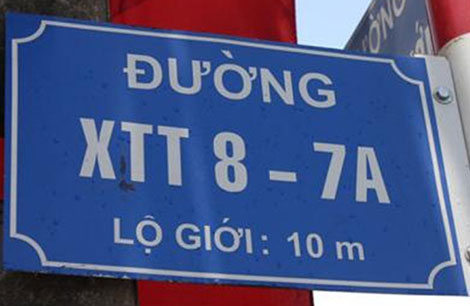 ĐƯỜNG
XTT 8 - 7A
LỘ GIỚI: 10 m